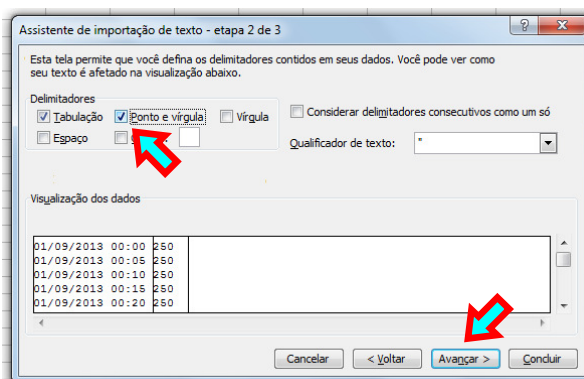 Assistente de importação de texto - etapa 2 de 3
Esta tela permite que você defina os delimitadores contidos em seus dados. Você pode ver como
seu texto é afetado na visualização abaixo.
Delimitadores
Tabulação Ponto e vírgula Vírgula
Espaço
Considerar delimitadores consecutivos como um só
Qualificador de texto: "
Visualização dos dados
01/09/2013 00:00 250
01/09/2013 00:05 250
01/09/2013 00:10 250
01/09/2013 00:15 250
01/09/2013 00:20 250
Cancelar < Voltar Avançar > Concluir